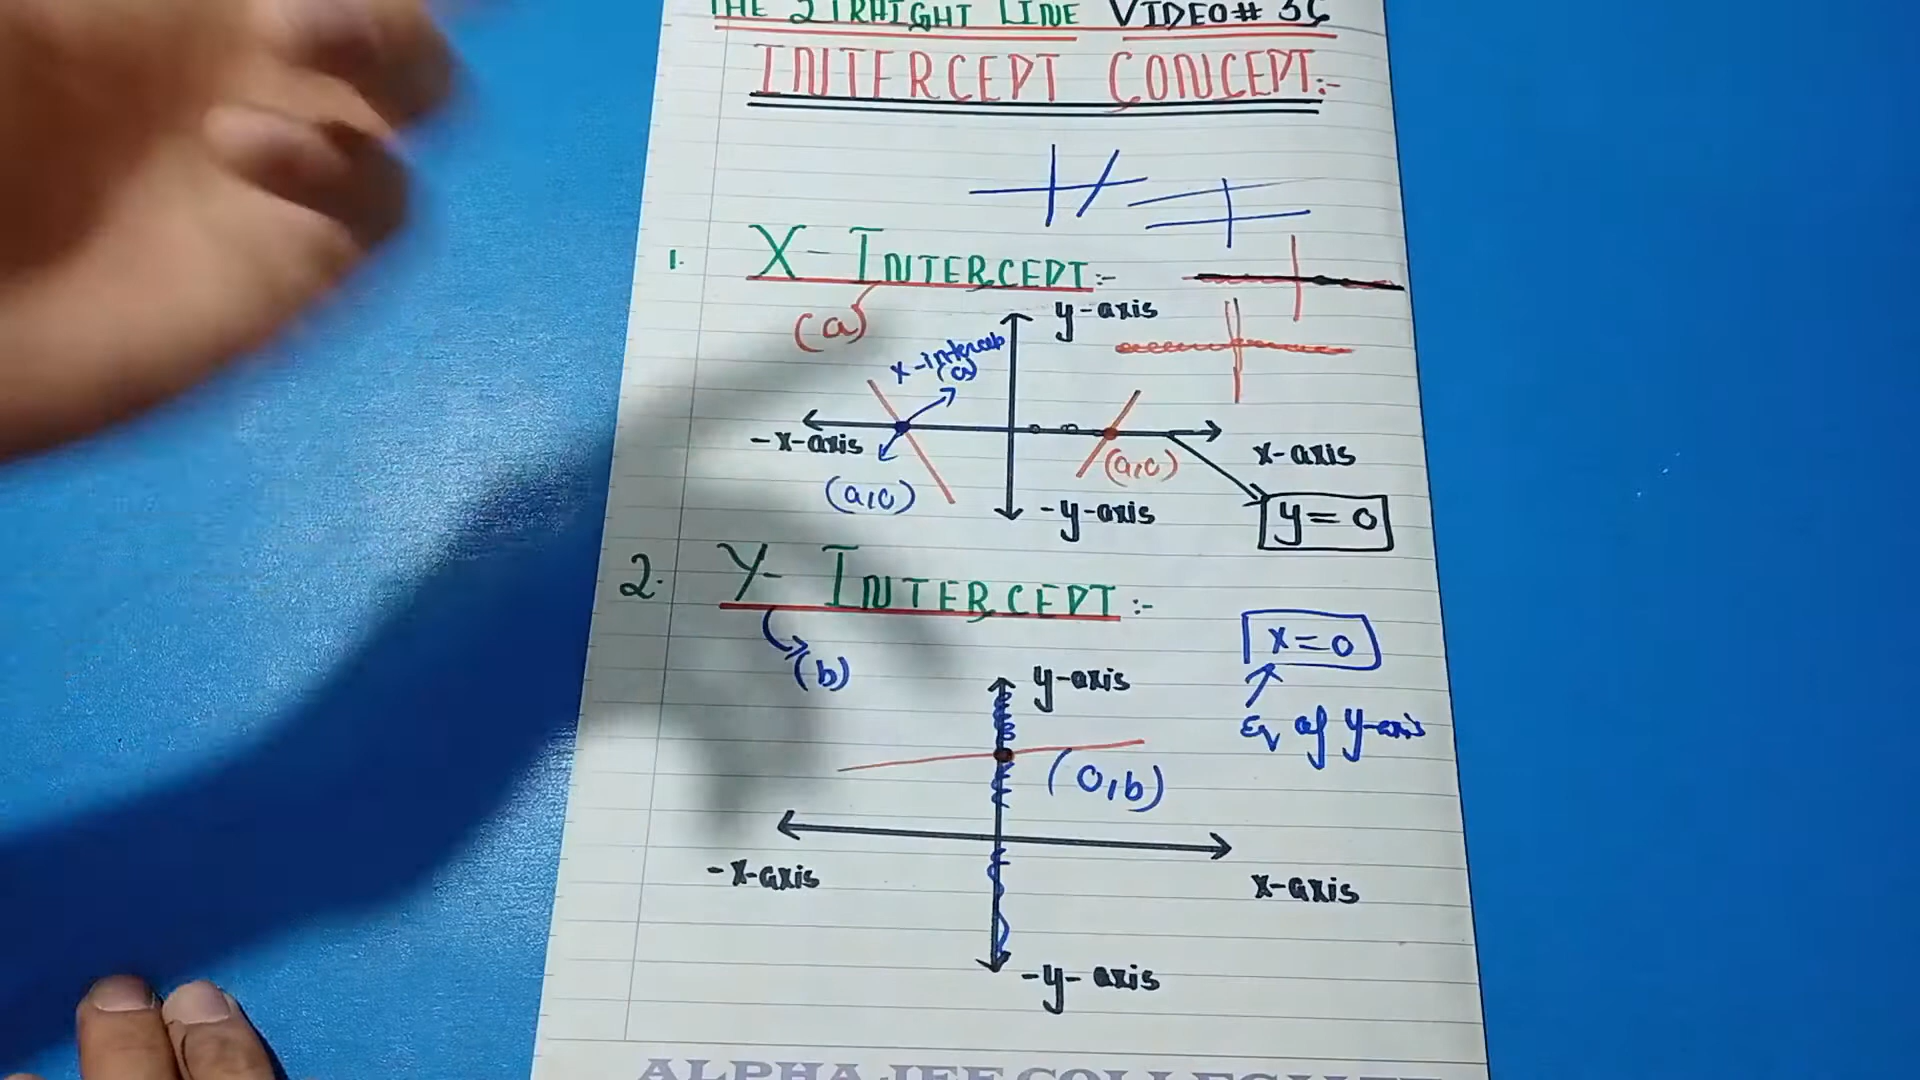 THE STRAIGHT LINE VIDEO# 36
INTERCEPT CONCEPT:-
1. X-INTERCEPT:-
(a)
y-axis
x-intercep
(a)
-x-axis
x-axis
(a,0)
(a,0)
-y-axis
y=0
2. Y-INTERCEPT:-
(b)
x=0
Eq of y-axis
y-axis
(0,b)
-x-axis
x-axis
-y-axis